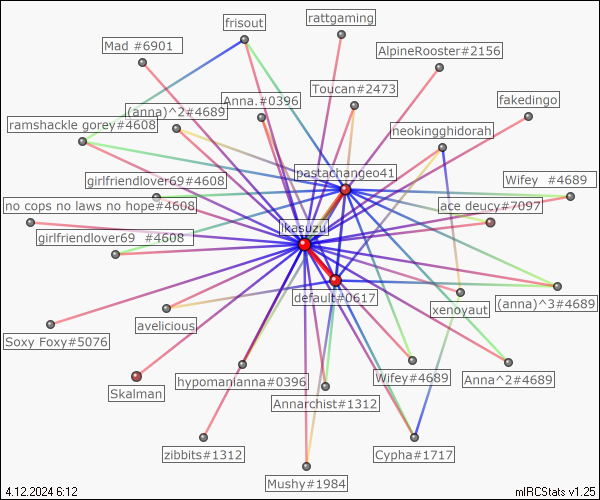 frisout
rattgaming
Mad #6901
AlpineRooster#2156
Toucan#2473
Anna.#0396
fakedingo
(anna)^2#4689
ramshackle gorey#4608
neokingghidorah
pastachangeo41
girlfriendlover69#4608
Wifey #4689
no cops no laws no hope#4608
ace deucy#7097
jkasuzu
girlfriendlover69 #4608
default#0617
(anna)^3#4689
xenoyaut
avelicious
Soxy Foxy#5076
Wifey#4689
Anna^2#4689
hypomanianna#0396
Skalman
Annarchist#1312
zibbits#1312
Cypha#1717
Mushy#1984
4.12.2024 6:12
mIRCStats v1.25